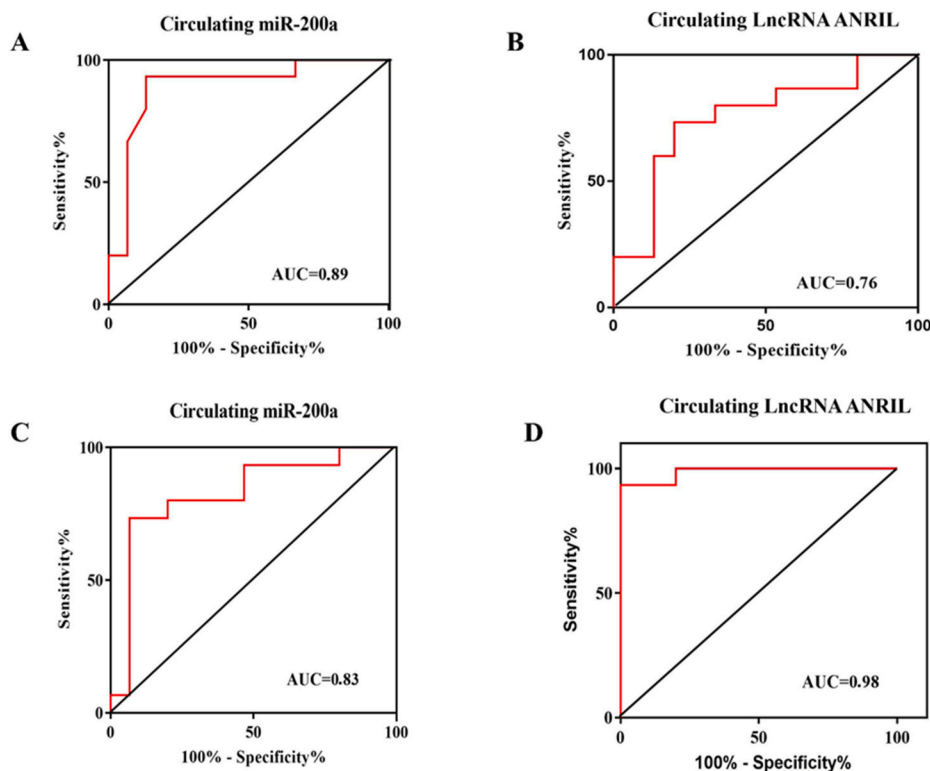 A
Circulating miR-200a
100
50
0
Sensitivity%
AUC=0.89
0
50
100
100% - Specificity%
B
Circulating LncRNA ANRIL
100
50
0
Sensitivity%
AUC=0.76
0
50
100
100% - Specificity%
C
Circulating miR-200a
100
50
0
Sensitivity%
AUC=0.83
0
50
100
100% - Specificity%
D
Circulating LncRNA ANRIL
100
50
0
Sensitivity%
AUC=0.98
0
50
100
100% - Specificity%